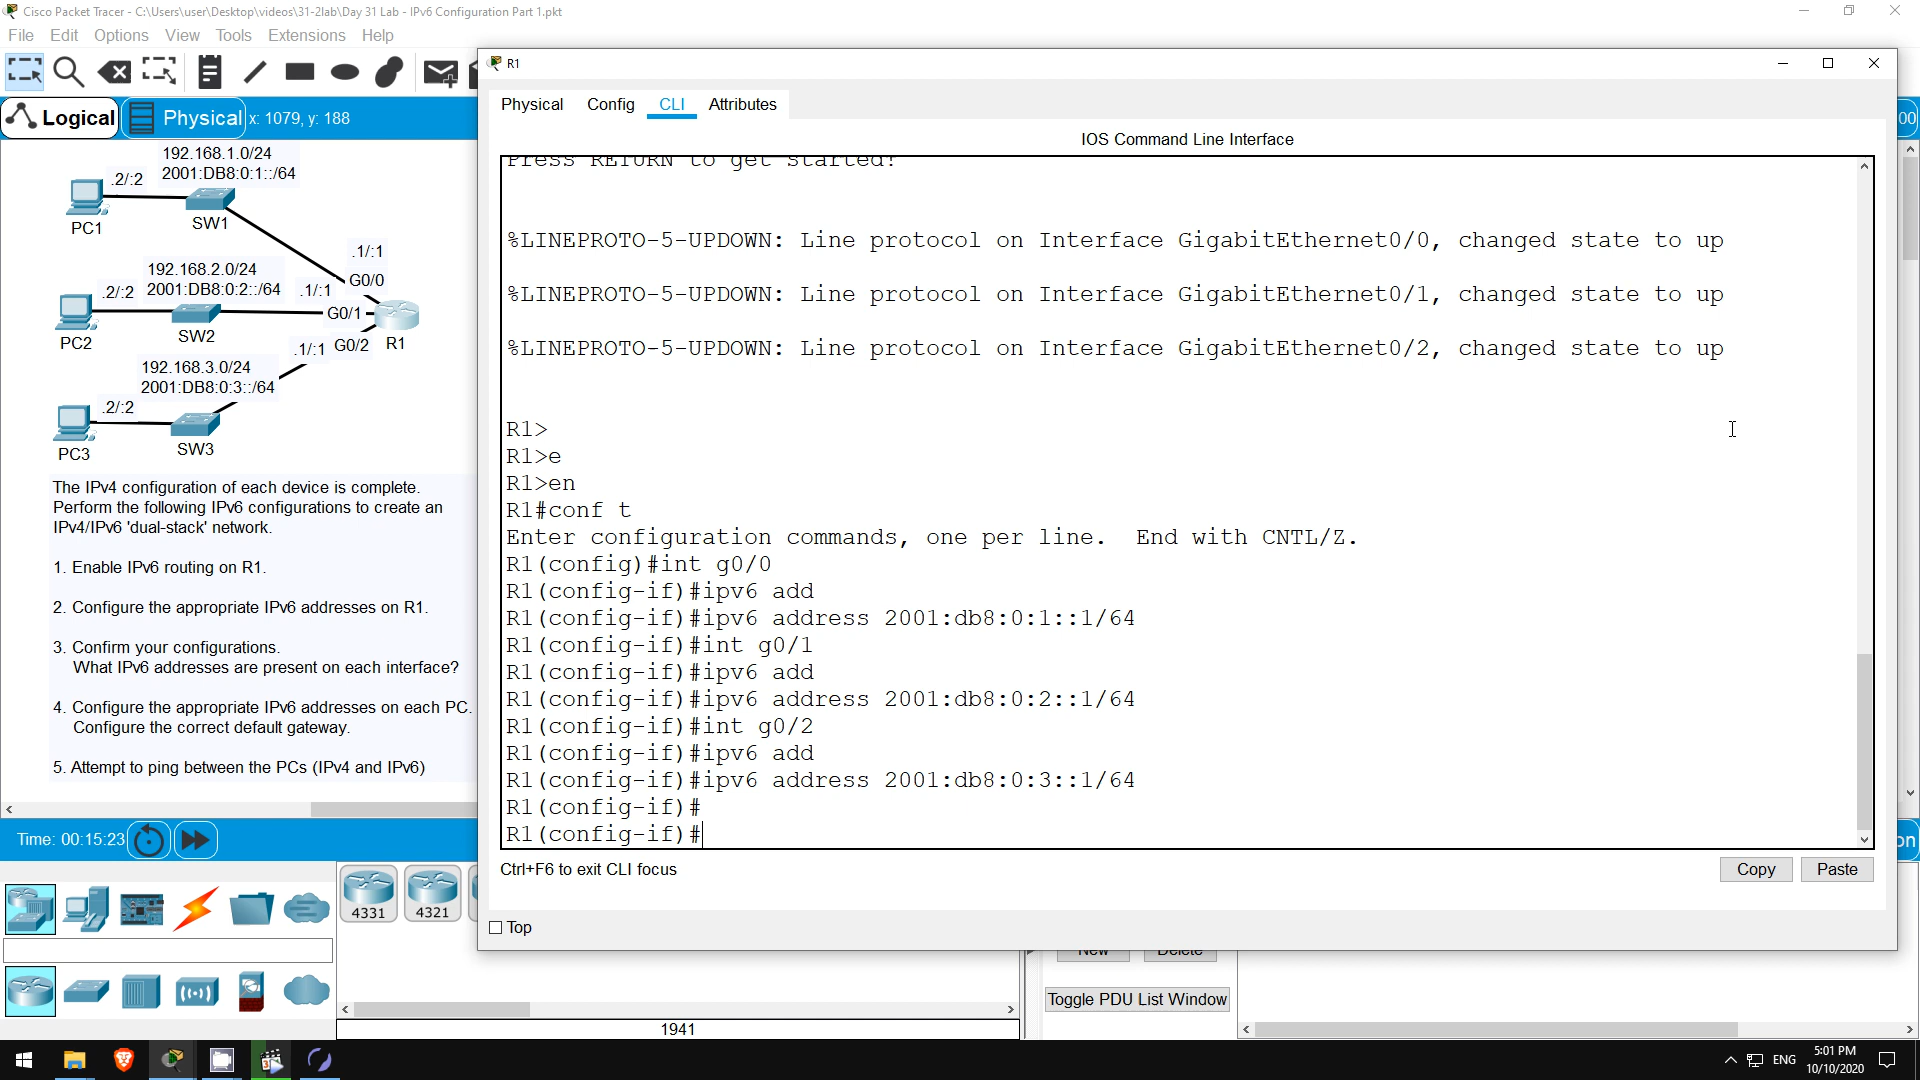 Cisco Packet Tracer - C:\Users\user\Desktop\videos\31-2lab\Day 31 Lab - IPv6 Configuration Part 1.pkt
File Edit Options View Tools Extensions Help
Logical Physical x: 1079, y: 188
192.168.1.0/24
2001:DB8:0:1::/64
.2/:2
PC1
SW1
.1/:1
G0/0
192.168.2.0/24
2001:DB8:0:2::/64
.2/:2
.1/:1
G0/1
PC2
SW2
.1/:1
G0/2
R1
192.168.3.0/24
2001:DB8:0:3::/64
.2/:2
PC3
SW3
The IPv4 configuration of each device is complete.
Perform the following IPv6 configurations to create an
IPv4/IPv6 'dual-stack' network.
1. Enable IPv6 routing on R1.
2. Configure the appropriate IPv6 addresses on R1.
3. Confirm your configurations.
What IPv6 addresses are present on each interface?
4. Configure the appropriate IPv6 addresses on each PC.
Configure the correct default gateway.
5. Attempt to ping between the PCs (IPv4 and IPv6)
Time: 00:15:23
4331
4321
1941
R1
Physical Config CLI Attributes
IOS Command Line Interface
Press RETURN to get started!
%LINEPROTO-5-UPDOWN: Line protocol on Interface GigabitEthernet0/0, changed state to up
%LINEPROTO-5-UPDOWN: Line protocol on Interface GigabitEthernet0/1, changed state to up
%LINEPROTO-5-UPDOWN: Line protocol on Interface GigabitEthernet0/2, changed state to up
R1>
R1>e
R1>en
R1#conf t
Enter configuration commands, one per line.  End with CNTL/Z.
R1(config)#int g0/0
R1(config-if)#ipv6 add
R1(config-if)#ipv6 address 2001:db8:0:1::1/64
R1(config-if)#int g0/1
R1(config-if)#ipv6 add
R1(config-if)#ipv6 address 2001:db8:0:2::1/64
R1(config-if)#int g0/2
R1(config-if)#ipv6 add
R1(config-if)#ipv6 address 2001:db8:0:3::1/64
R1(config-if)#
R1(config-if)#
Ctrl+F6 to exit CLI focus
Copy Paste
Top
New Delete
Toggle PDU List Window
ENG
5:01 PM
10/10/2020